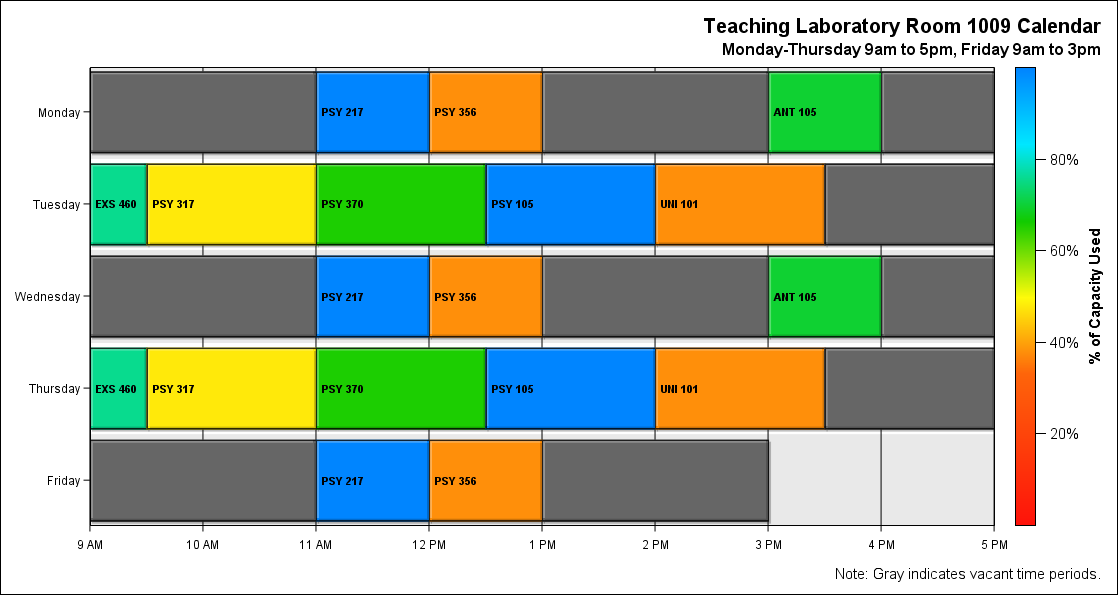 Teaching Laboratory Room 1009 Calendar
Monday-Thursday 9am to 5pm, Friday 9am to 3pm
Monday
PSY 217
PSY 356
ANT 105
Tuesday
EXS 460
PSY 317
PSY 370
PSY 105
UNI 101
Wednesday
PSY 217
PSY 356
ANT 105
Thursday
EXS 460
PSY 317
PSY 370
PSY 105
UNI 101
Friday
PSY 217
PSY 356
9 AM
10 AM
11 AM
12 PM
1 PM
2 PM
3 PM
4 PM
5 PM
80%
60%
40%
20%
% of Capacity Used
Note: Gray indicates vacant time periods.